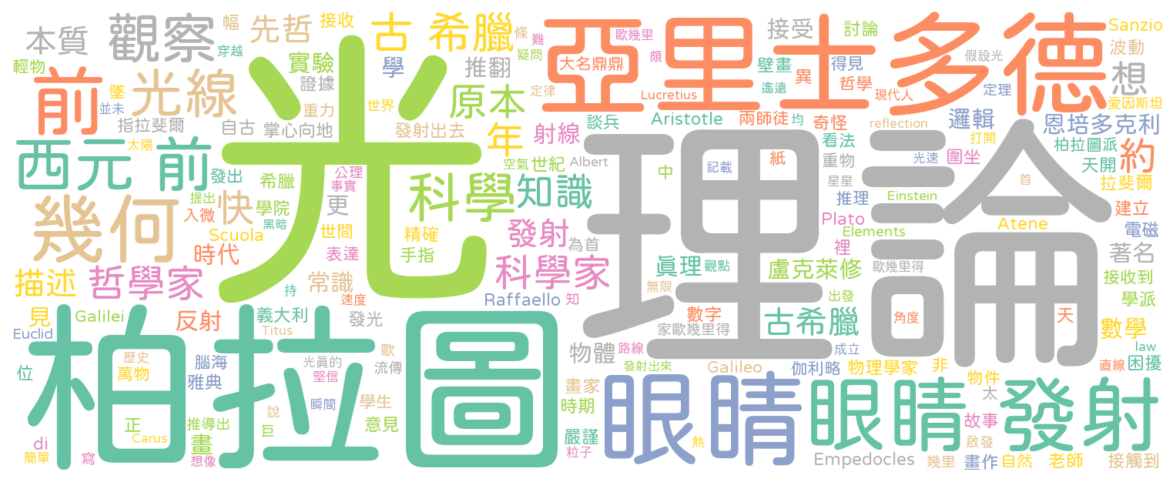 光
理論
柏拉圖
亞里士多德
眼睛
眼睛
發射
幾何
前
西元 前
觀察
光線
古 希臘
科學
知識
科學家
哲學家
本質
先哲
幅
接收
條
難
疑問
穿越
輕物
實驗
學
推翻
證據
原本
墜
並未
指拉斐爾
重力
世界
太陽
自古
掌心向地
發射出去
年
射線
快
發出
希臘
公理
事實
空氣
世紀
Albert
提出
黑暗
入微
學院
更
Scuola
世間
精確
發射
為首
時代
表達
手指
描述
常識
持
速度
見
Galilei
反射
義大利
發光
Raffaello
知
Euclid
Titus
位
歷史
萬物
腦海
雅典
光真的
堅信
歐
流傳
di
正
Carus
推導出
學生
說
瞬間
意見
簡單
寫
畫
想像
巨
歐幾里
大名鼎鼎
頗
Lucretius
接受
討論
壁畫
異
得見
遙遠
哲學
現代人
假設光
定律
定理
Sanzio
波動
想
愛因斯坦
談兵
Aristotle
兩師徒
均
奇怪
reflection
打開
邏輯
恩培多克利
看法
柏拉圖派
約
中
記載
紙
重物
光速
圍坐
天開
拉斐爾
星星
推理
Einstein
首
建立
Plato
Elements
裡
Atene
電磁
真理
觀點
盧克萊修
歐幾里得
著名
接收到
無限
出發
學派
數字
家歐幾里得
古希臘
角度
天
數學
物體
路線
成立
law
直線
困擾
發射出來
Galileo
伽利略
物理學家
非
物件
太
畫家
時期
故事
嚴謹
粒子
熱
啟發
Empedocles
幾里
畫作
自然
老師
接觸到